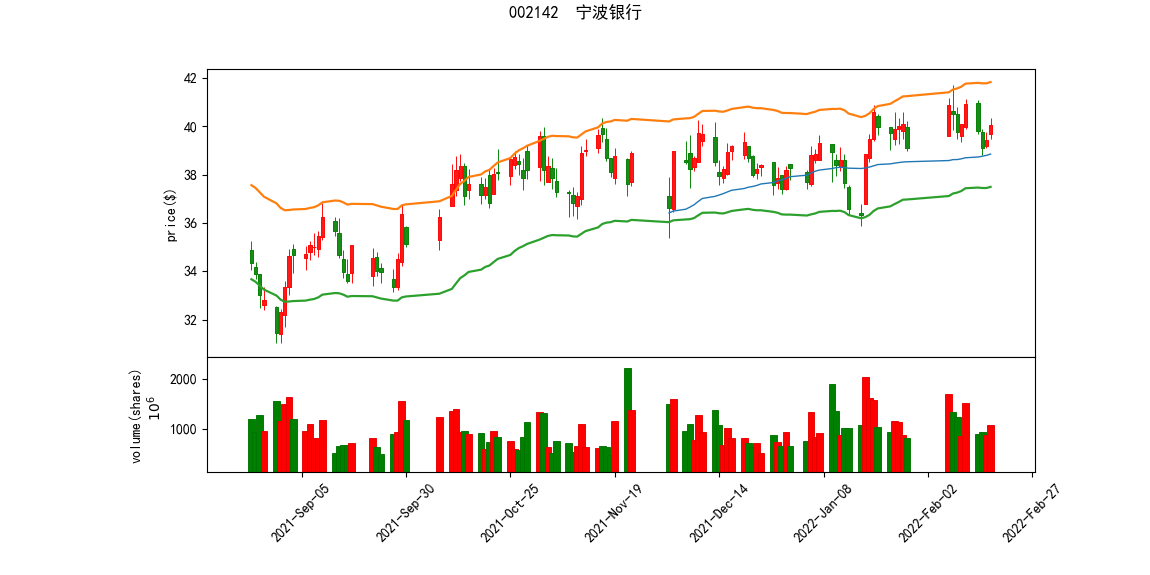 002142 宁波银行
42
40
38
36
34
32
price($)
2000
1000
volume(shares)
10^6
2021-Sep-05
2021-Sep-30
2021-Oct-25
2021-Nov-19
2021-Dec-14
2022-Jan-08
2022-Feb-02
2022-Feb-27